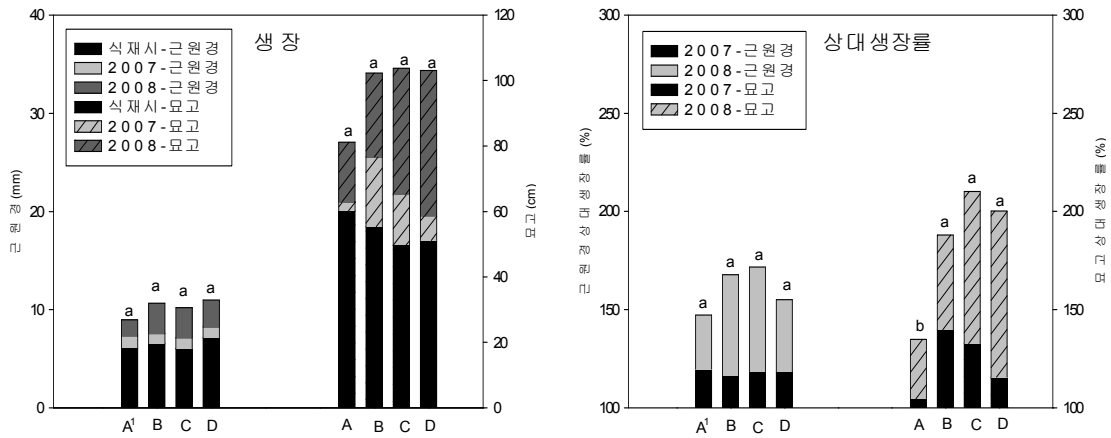 생 장
식재시-근원경
2007-근원경
2008-근원경
식재시-묘고
2007-묘고
2008-묘고
40
30
20
10
0
근 원 경 (mm)
120
100
80
60
40
20
0
묘고 (cm)
a a a a
a a a a
A¹ B C D
A B C D
상대생장률
2007-근원경
2008-근원경
2007-묘고
2008-묘고
300
250
200
150
100
근 원 경 상 대 생 장 률 (%)
300
250
200
150
100
묘고 상 대 생 장 률 (%)
a a a a
b a a a
A¹ B C D
A B C D